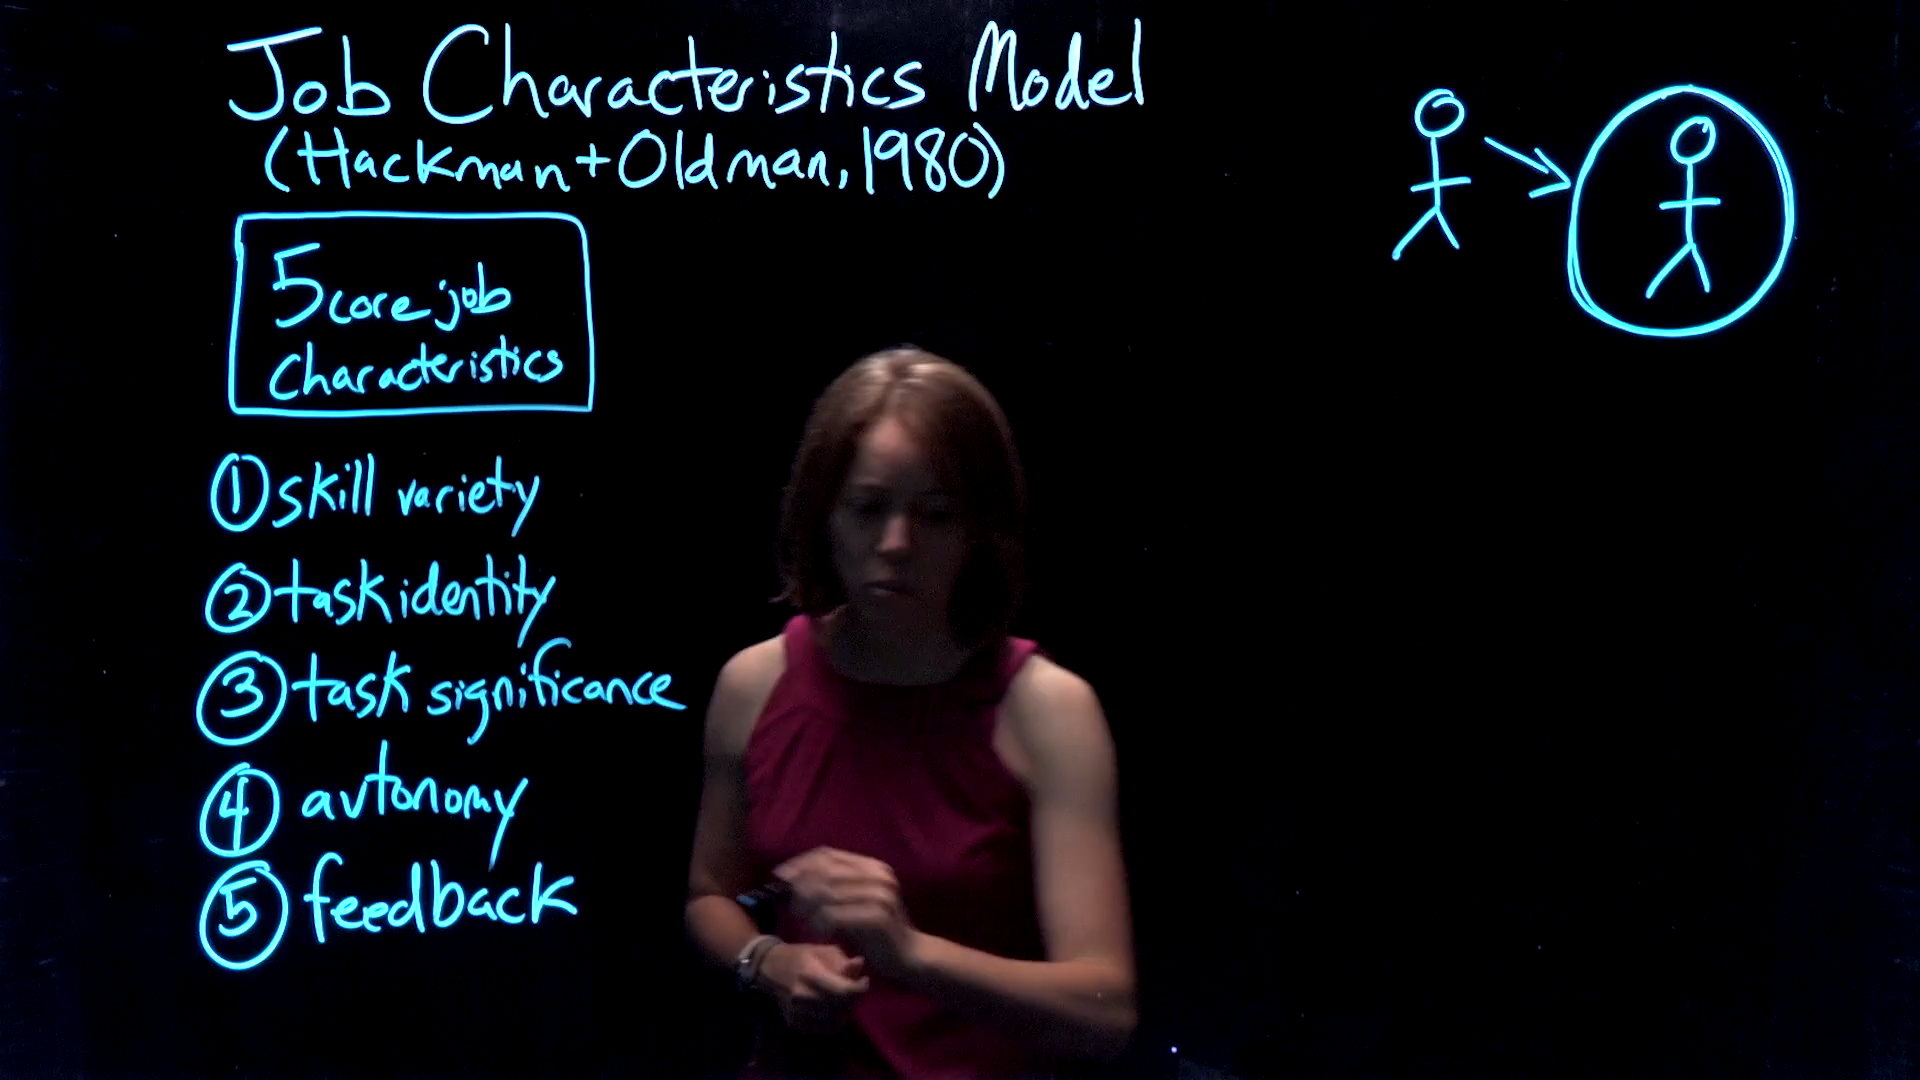 Job Characteristics Model
(Hackman + Oldman, 1980)
5 core job
characteristics
1 skill variety
2 task identity
3 task significance
4 autonomy
5 feedback